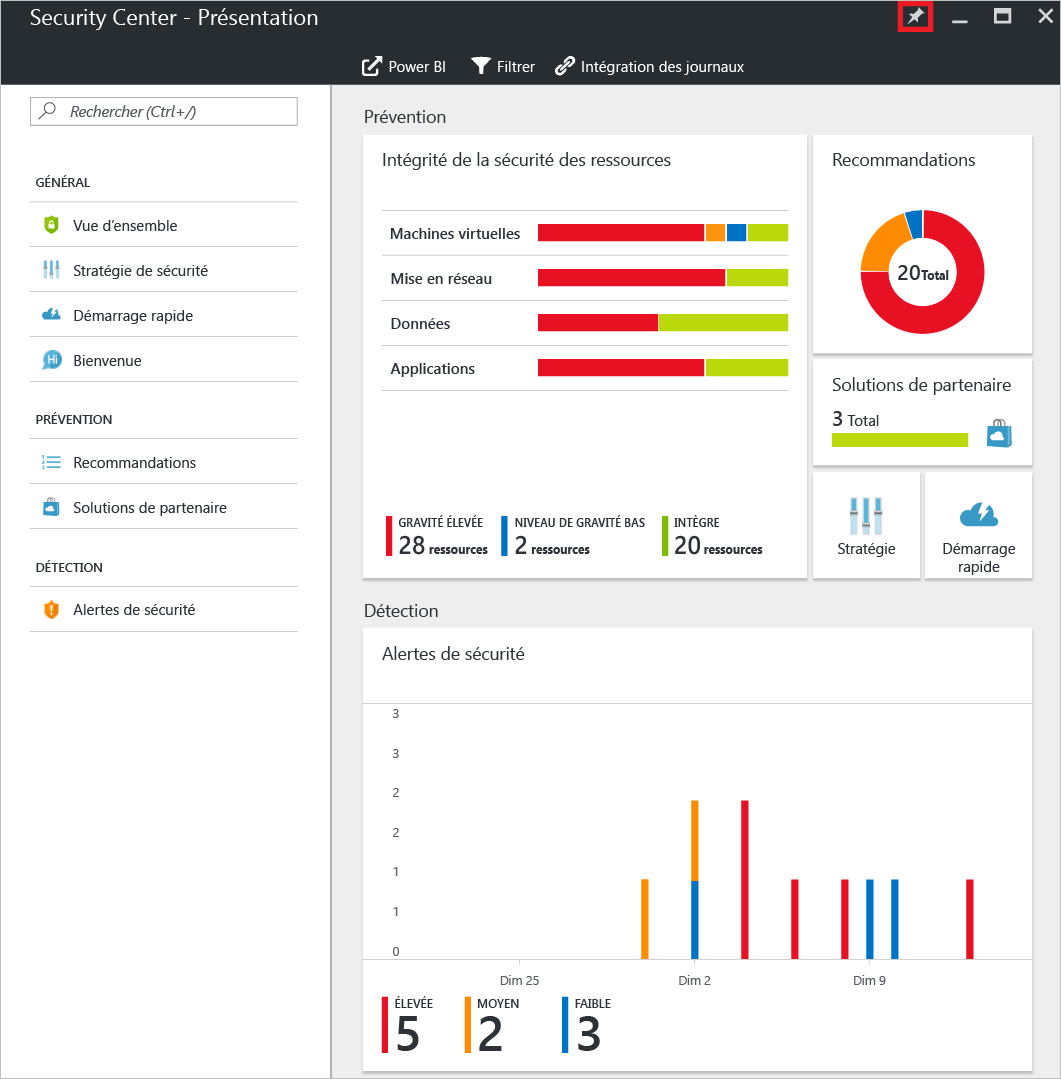 Security Center - Présentation
Power BI
Filtrer
Intégration des journaux
Rechercher (Ctrl+/)
GÉNÉRAL
Vue d’ensemble
Stratégie de sécurité
Démarrage rapide
Hi
Bienvenue
PRÉVENTION
Recommandations
Solutions de partenaire
DÉTECTION
Alertes de sécurité
Prévention
Intégrité de la sécurité des ressources
Machines virtuelles
Mise en réseau
Données
Applications
GRAVITÉ ÉLEVÉE
28 ressources
NIVEAU DE GRAVITÉ BAS
2 ressources
INTÈGRE
20 ressources
Recommandations
20 Total
Solutions de partenaire
3 Total
Stratégie
Démarrage
rapide
Détection
Alertes de sécurité
3
3
2
2
1
1
0
Dim 25
Dim 2
Dim 9
ÉLEVÉE
5
MOYEN
2
FAIBLE
3